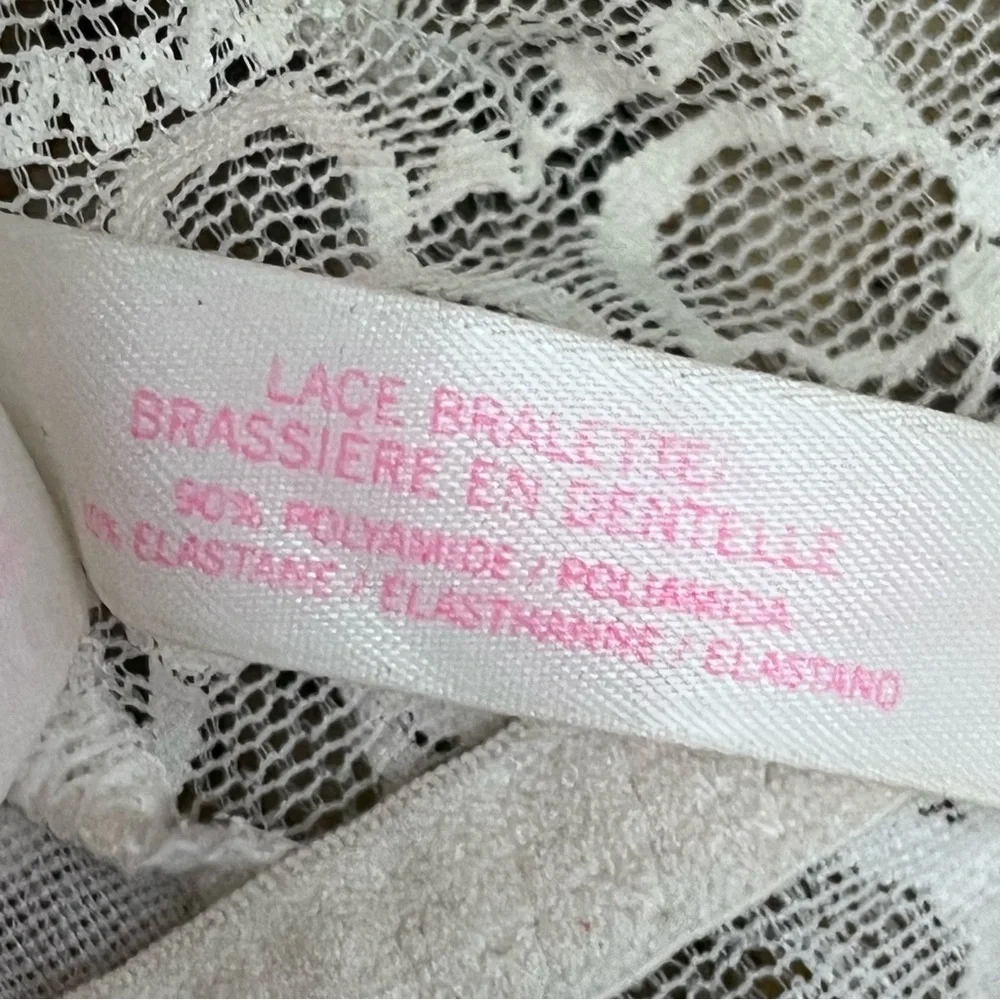 LACE BRALETTE
BRASSIERE EN DENTELLE
90% POLYAMIDE / POLIAMIDA
10% ELASTANE / ELASTHANNE / ELASTANO